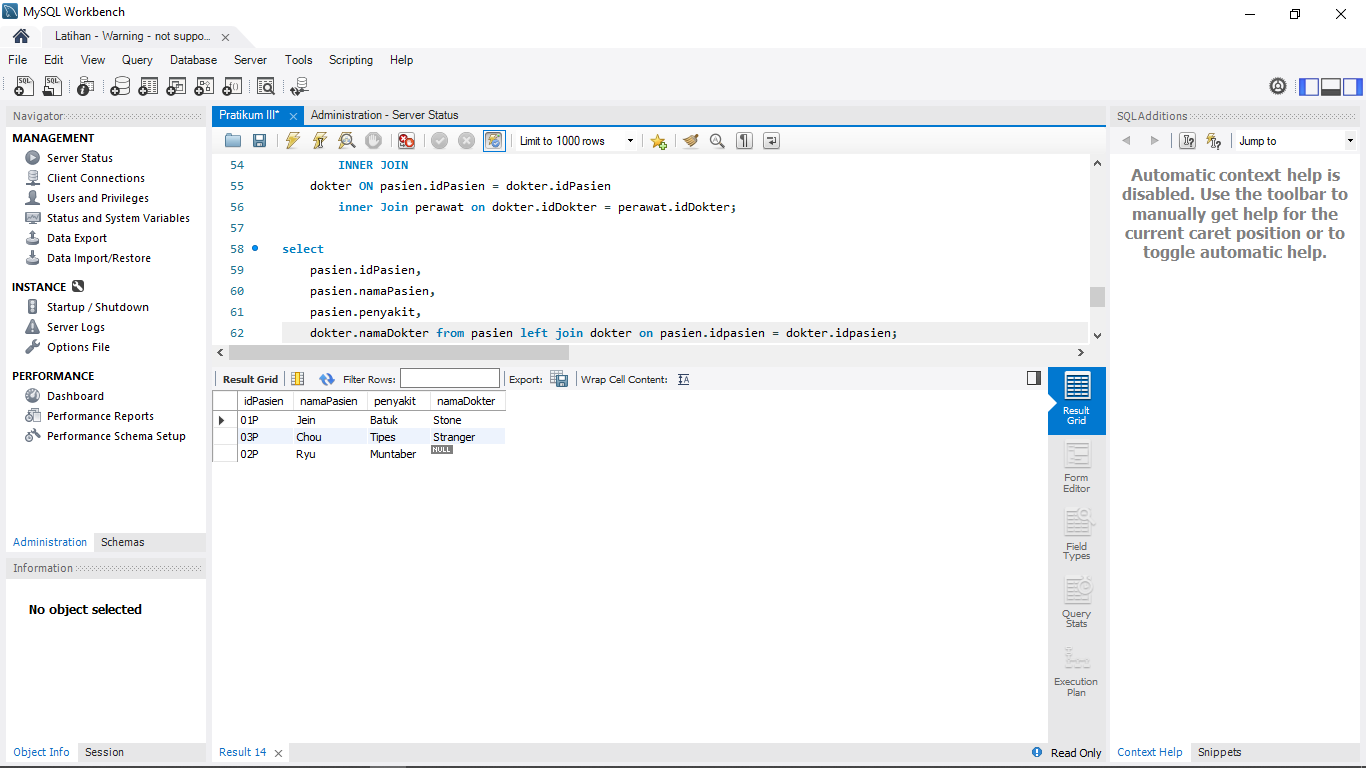 MySQL Workbench
Latihan - Warning - not suppo...
File Edit View Query Database Server Tools Scripting Help
Navigator
MANAGEMENT
Server Status
Client Connections
Users and Privileges
Status and System Variables
Data Export
Data Import/Restore
INSTANCE
Startup / Shutdown
Server Logs
Options File
PERFORMANCE
Dashboard
Performance Reports
Performance Schema Setup
Administration Schemas
Information
No object selected
Object Info Session
Pratikum III* Administration - Server Status
Limit to 1000 rows
54 INNER JOIN
55 dokter ON pasien.idPasien = dokter.idPasien
56 inner Join perawat on dokter.idDokter = perawat.idDokter;
57
58 select
59 pasien.idPasien,
60 pasien.namaPasien,
61 pasien.penyakit,
62 dokter.namaDokter from pasien left join dokter on pasien.idpasien = dokter.idpasien;
Result Grid Filter Rows: Export: Wrap Cell Content:
idPasien namaPasien penyakit namaDokter
01P Jein Batuk Stone
03P Chou Tipes Stranger
02P Ryu Muntaber NULL
Result Grid
Form Editor
Field Types
Query Stats
Execution Plan
Result 14
Read Only
SQLAdditions
Jump to
Automatic context help is
disabled. Use the toolbar to
manually get help for the
current caret position or to
toggle automatic help.
Context Help Snippets